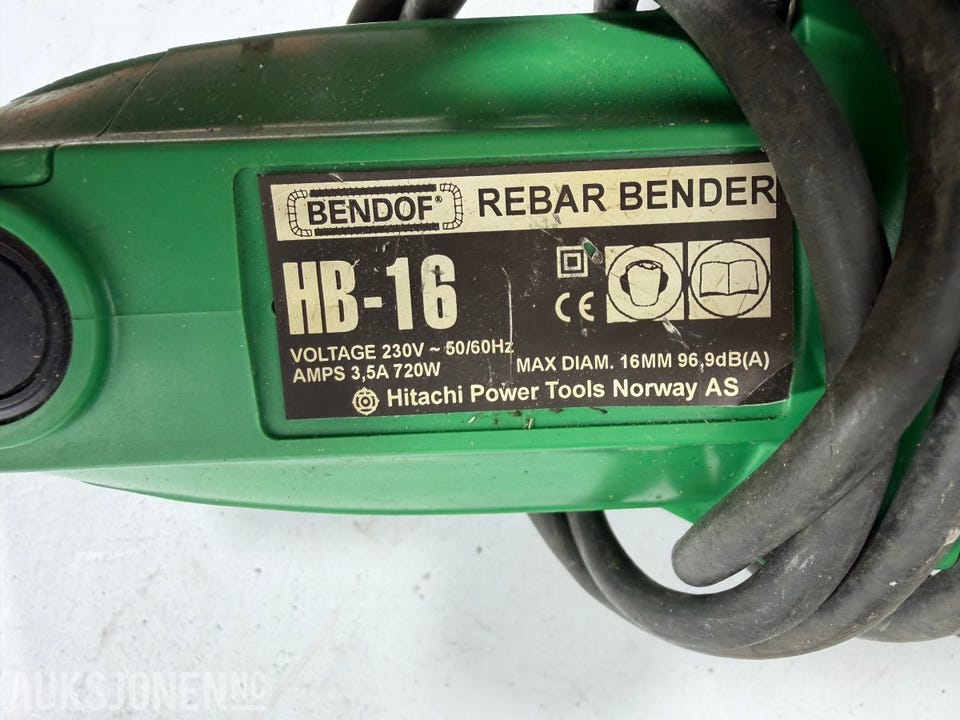 BENDOF® REBAR BENDER
HB-16
CE
VOLTAGE 230V ~ 50/60Hz
AMPS 3,5A 720W
MAX DIAM. 16MM 96,9dB(A)
Hitachi Power Tools Norway AS
AUKSJONEN.NO